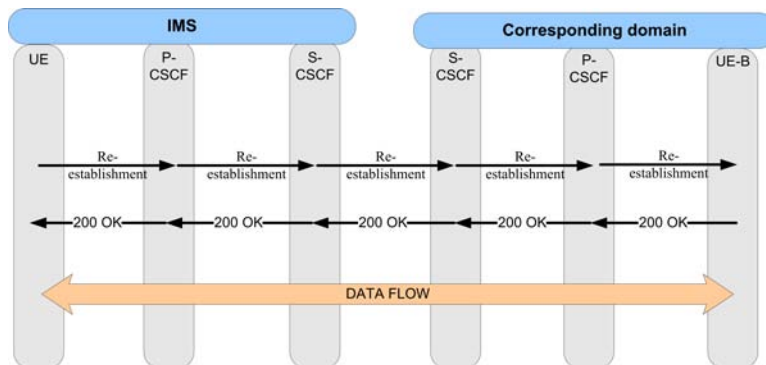 IMS
Corresponding domain
UE
P-
CSCF
S-
CSCF
S-
CSCF
P-
CSCF
UE-B
Re-
establishment
Re-
establishment
Re-
establishment
Re-
establishment
Re-
establishment
200 OK
200 OK
200 OK
200 OK
200 OK
DATA FLOW